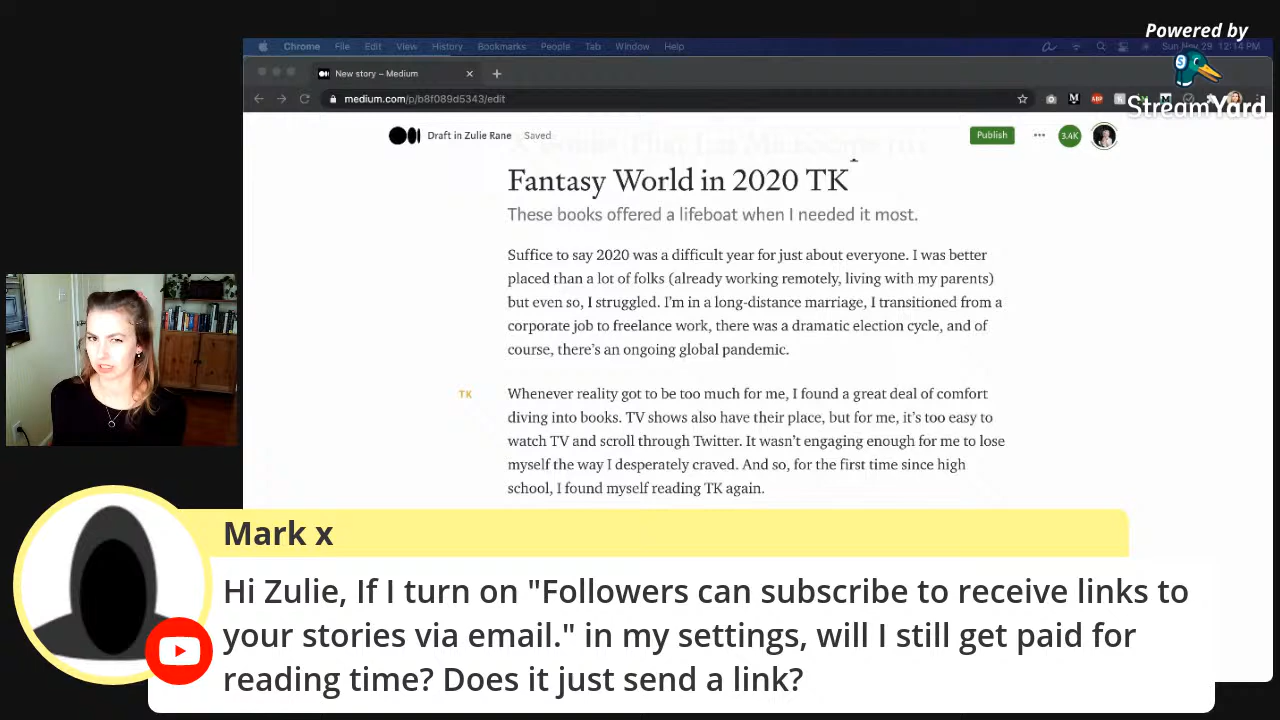 Powered by
StreamYard
Chrome File Edit View History Bookmarks People Tab Window Help
Sun Nov 29 12:14 PM
New story – Medium
medium.com/p/b8f089d5343/edit
Draft in Zulie Rane Saved
Publish
3.4K
Fantasy World in 2020 TK
These books offered a lifeboat when I needed it most.
Suffice to say 2020 was a difficult year for just about everyone. I was better
placed than a lot of folks (already working remotely, living with my parents)
but even so, I struggled. I'm in a long-distance marriage, I transitioned from a
corporate job to freelance work, there was a dramatic election cycle, and of
course, there's an ongoing global pandemic.
TK
Whenever reality got to be too much for me, I found a great deal of comfort
diving into books. TV shows also have their place, but for me, it's too easy to
watch TV and scroll through Twitter. It wasn't engaging enough for me to lose
myself the way I desperately craved. And so, for the first time since high
school, I found myself reading TK again.
Mark x
Hi Zulie, If I turn on "Followers can subscribe to receive links to
your stories via email." in my settings, will I still get paid for
reading time? Does it just send a link?